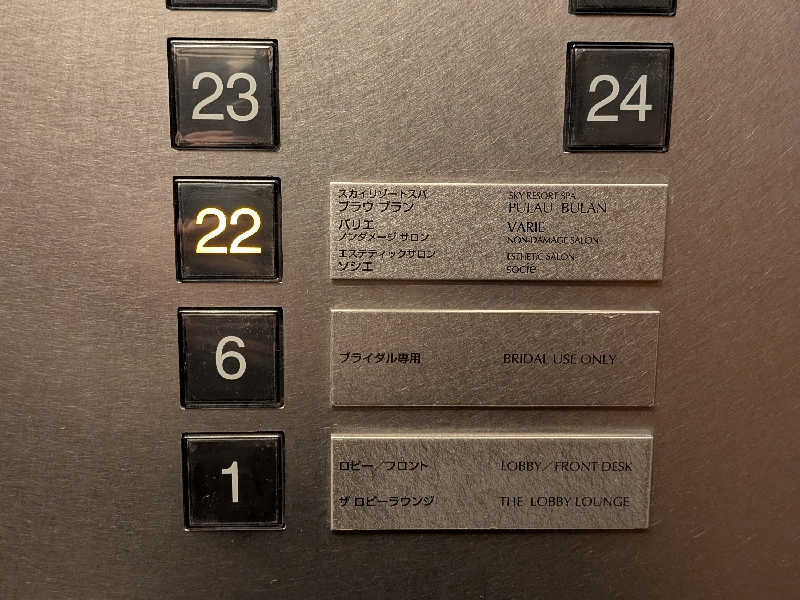 23
24
22
スカイリゾートスパ SKY RESORT SPA
プラウ・ブラン PULAU BULAN
バリエ VARIE
ノンダメージ サロン NON-DAMAGE SALON
エステティックサロン ESTHETIC SALON
ソシエ socie
6
ブライダル専用 BRIDAL USE ONLY
1
ロビー／フロント LOBBY／FRONT DESK
ザ ロビーラウンジ THE LOBBY LOUNGE